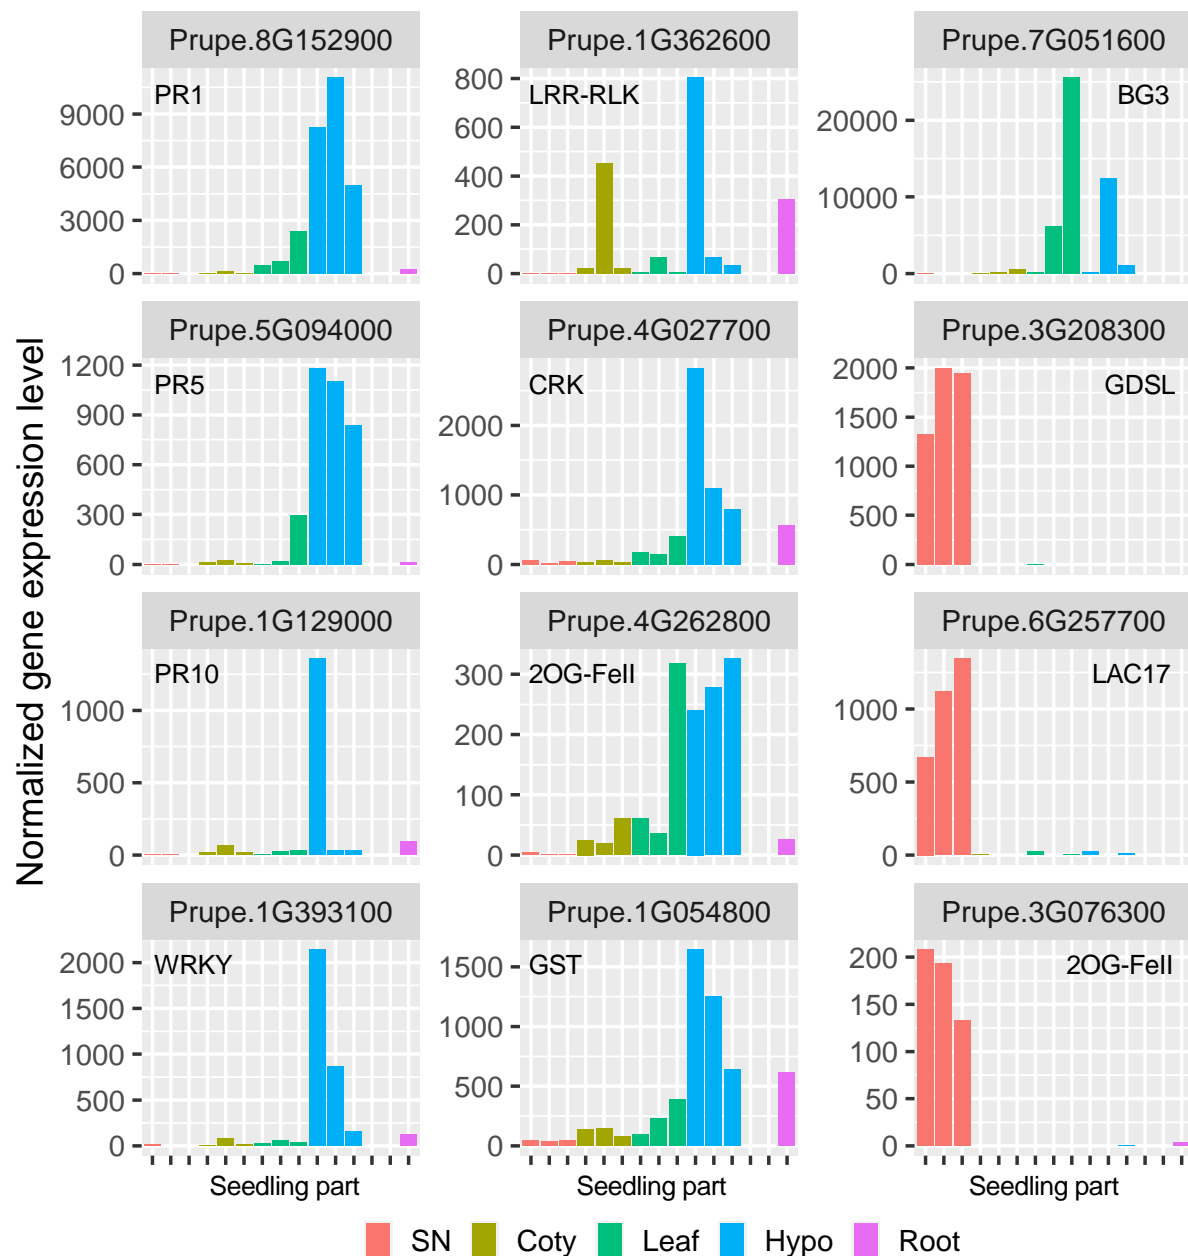 Normalized gene expression level
Prupe.8G152900
PR1
9000
6000
3000
0
Prupe.1G362600
LRR-RLK
800
600
400
200
0
Prupe.7G051600
BG3
20000
10000
0
Prupe.5G094000
PR5
1200
900
600
300
0
Prupe.4G027700
CRK
2000
1000
0
Prupe.3G208300
GDSL
2000
1500
1000
500
0
Prupe.1G129000
PR10
1000
500
0
Prupe.4G262800
2OG-FeII
300
200
100
0
Prupe.6G257700
LAC17
1000
500
0
Prupe.1G393100
WRKY
2000
1500
1000
500
0
Seedling part
Prupe.1G054800
GST
1500
1000
500
0
Seedling part
Prupe.3G076300
2OG-FeII
200
150
100
50
0
Seedling part
SN Coty Leaf Hypo Root